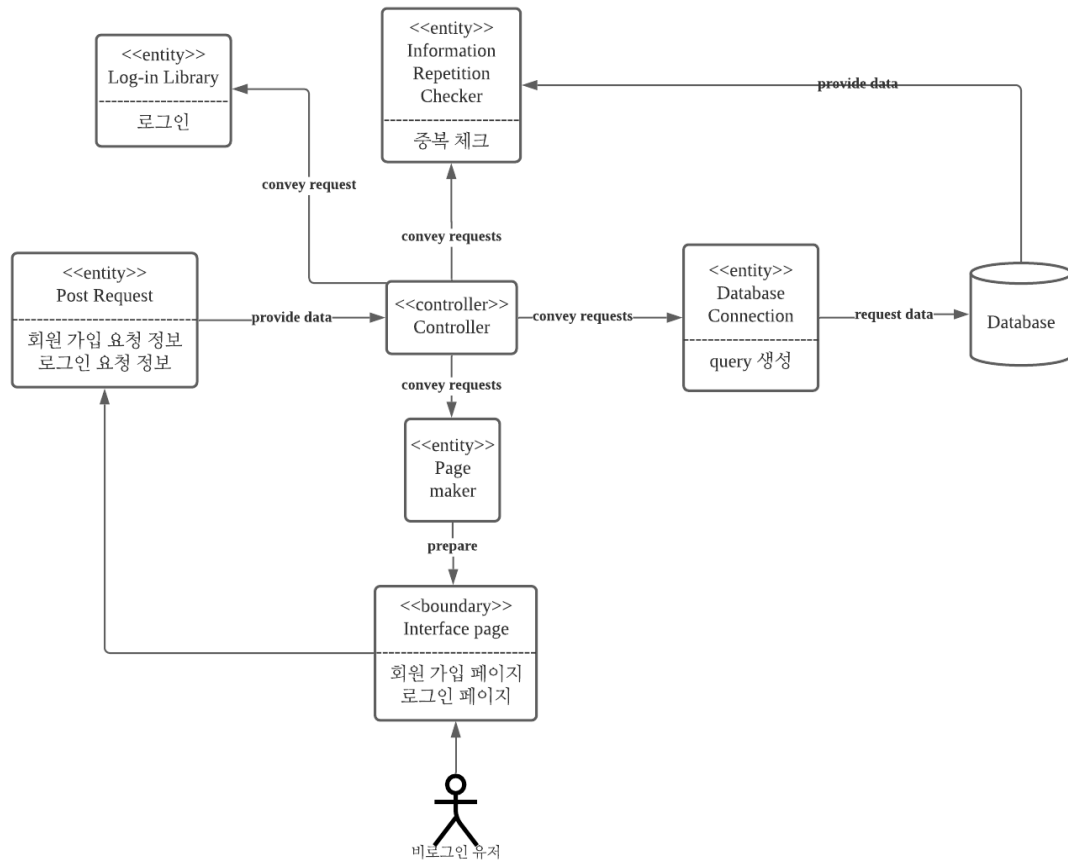 <<entity>>
Log-in Library
로그인
<<entity>>
Information
Repetition
Checker
중복 체크
provide data
convey request
convey requests
<<entity>>
Post Request
회원 가입 요청 정보
로그인 요청 정보
provide data
<<controller>>
Controller
convey requests
<<entity>>
Database
Connection
query 생성
request data
Database
convey requests
<<entity>>
Page
maker
prepare
<<boundary>>
Interface page
회원 가입 페이지
로그인 페이지
비로그인 유저